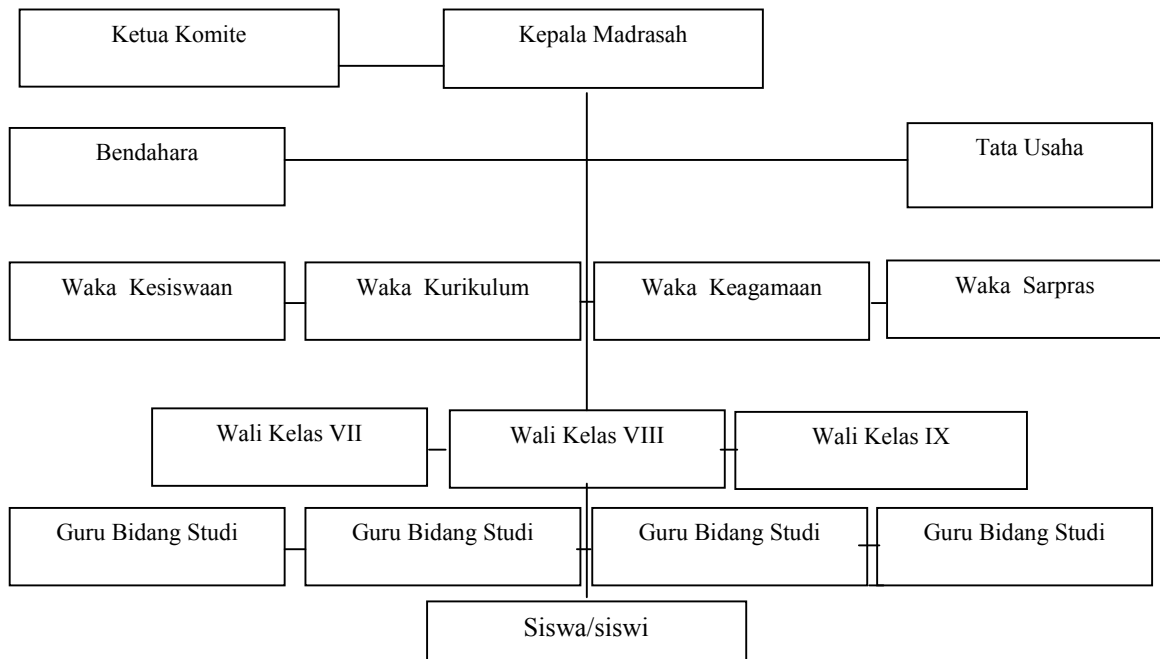 Ketua Komite
Kepala Madrasah
Bendahara
Tata Usaha
Waka Kesiswaan
Waka Kurikulum
Waka Keagamaan
Waka Sarpras
Wali Kelas VII
Wali Kelas VIII
Wali Kelas IX
Guru Bidang Studi
Guru Bidang Studi
Guru Bidang Studi
Guru Bidang Studi
Siswa/siswi